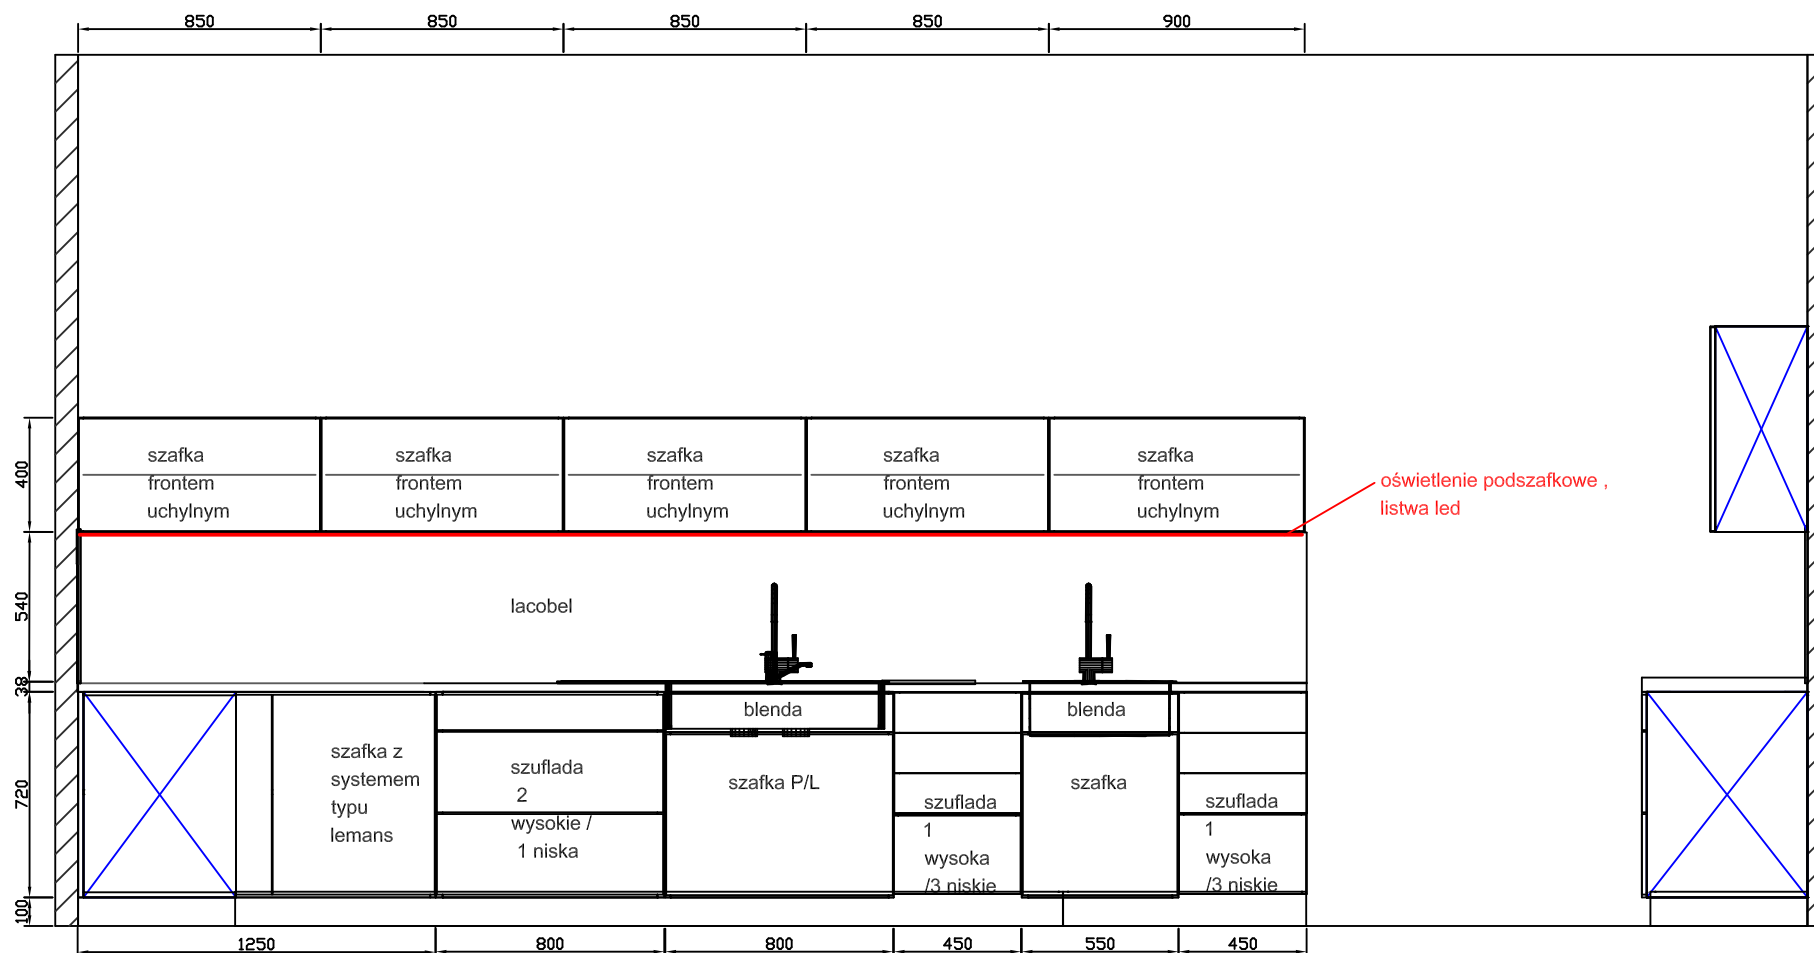 850 850 850 850 900
szafka szafka szafka szafka szafka
frontem frontem frontem frontem frontem
uchylnym uchylnym uchylnym uchylnym uchylnym
oświetlenie podszafkowe ,
listwa led
400
540
38
720
100
lacobel
blenda blenda
szafka z
systemem
typu
lemans
szuflada
2
wysokie /
1 niska
szafka P/L
szuflada
1
wysoka
/3 niskie
szafka
szuflada
1
wysoka
/3 niskie
1250 800 800 450 550 450